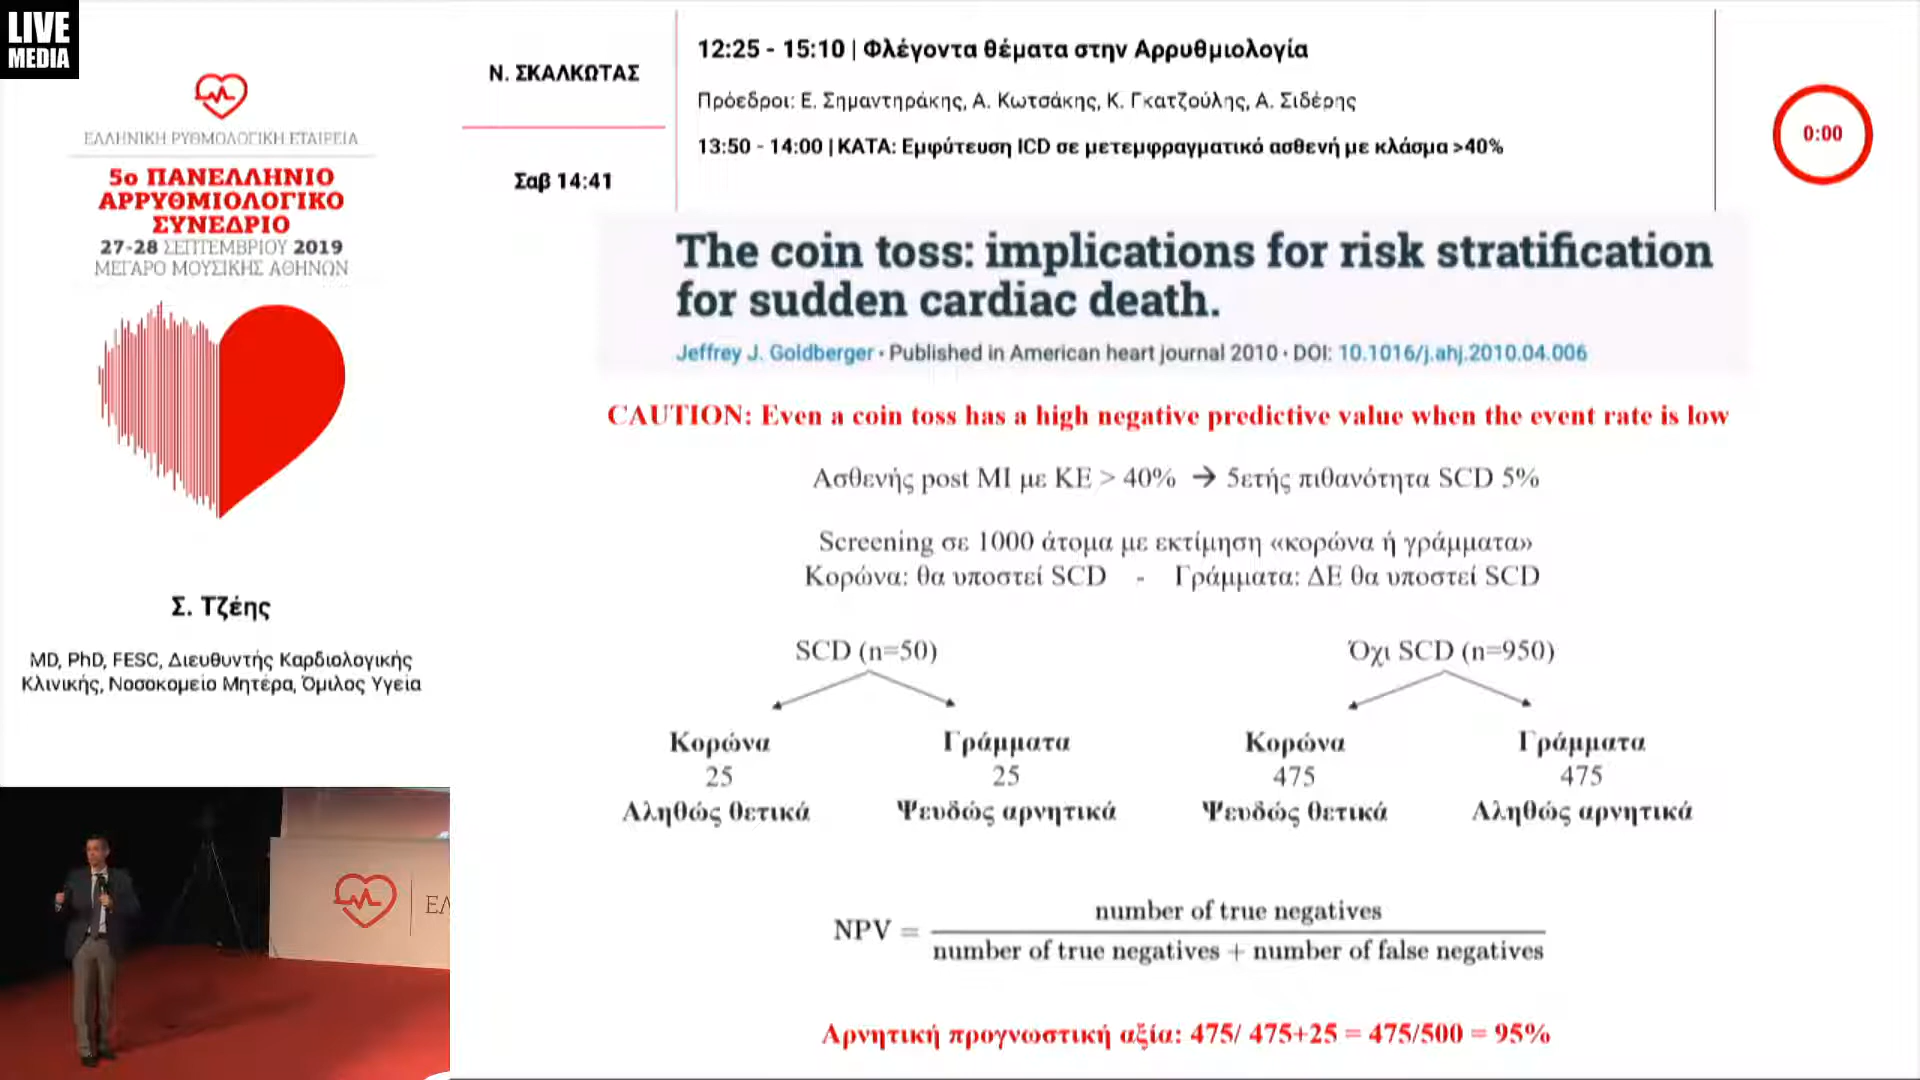 LIVE
MEDIA
ΕΛΛΗΝΙΚΗ ΡΥΘΜΟΛΟΓΙΚΗ ΕΤΑΙΡΕΙΑ
5ο ΠΑΝΕΛΛΗΝΙΟ
ΑΡΡΥΘΜΙΟΛΟΓΙΚΟ
ΣΥΝΕΔΡΙΟ
27-28 ΣΕΠΤΕΜΒΡΙΟΥ 2019
ΜΕΓΑΡΟ ΜΟΥΣΙΚΗΣ ΑΘΗΝΩΝ
Σ. Τζέης
MD, PhD, FESC, Διευθυντής Καρδιολογικής
Κλινικής, Νοσοκομείο Μητέρα, Όμιλος Υγεία
Ν. ΣΚΑΛΚΩΤΑΣ
Σαβ 14:41
12:25 - 15:10 | Φλέγοντα θέματα στην Αρρυθμιολογία
Πρόεδροι: Ε. Σημαντηράκης, Α. Κωτσάκης, Κ. Γκατζούλης, Α. Σιδέρης
13:50 - 14:00 | ΚΑΤΑ: Εμφύτευση ICD σε μετεμφραγματικό ασθενή με κλάσμα >40%
0:00
The coin toss: implications for risk stratification
for sudden cardiac death.
Jeffrey J. Goldberger · Published in American heart journal 2010 · DOI: 10.1016/j.ahj.2010.04.006
CAUTION: Even a coin toss has a high negative predictive value when the event rate is low
Ασθενής post MI με ΚΕ > 40% → 5ετής πιθανότητα SCD 5%
Screening σε 1000 άτομα με εκτίμηση «κορώνα ή γράμματα»
Κορώνα: θα υποστεί SCD - Γράμματα: ΔΕ θα υποστεί SCD
SCD (n=50) Όχι SCD (n=950)
Κορώνα Γράμματα Κορώνα Γράμματα
25 25 475 475
Αληθώς θετικά Ψευδώς αρνητικά Ψευδώς θετικά Αληθώς αρνητικά
NPV = number of true negatives
number of true negatives + number of false negatives
Αρνητική προγνωστική αξία: 475/ 475+25 = 475/500 = 95%
ΕΛ